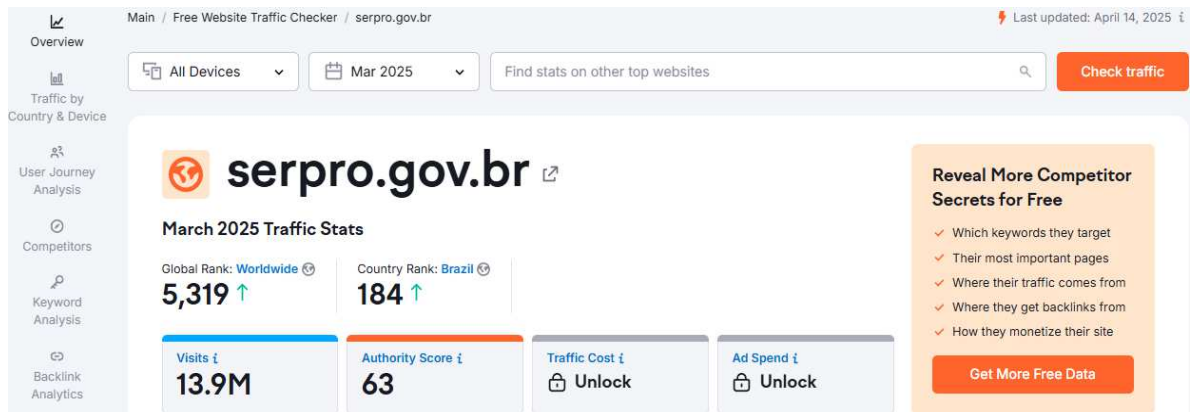 Main / Free Website Traffic Checker / serpro.gov.br
Last updated: April 14, 2025 i
Overview
Traffic by
Country & Device
User Journey
Analysis
Competitors
Keyword
Analysis
Backlink
Analytics
All Devices
Mar 2025
Find stats on other top websites
Check traffic
serpro.gov.br
March 2025 Traffic Stats
Global Rank: Worldwide
5,319 ↑
Country Rank: Brazil
184 ↑
Visits i
13.9M
Authority Score i
63
Traffic Cost i
Unlock
Ad Spend i
Unlock
Reveal More Competitor
Secrets for Free
Which keywords they target
Their most important pages
Where their traffic comes from
Where they get backlinks from
How they monetize their site
Get More Free Data